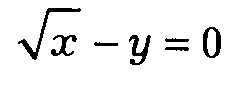 √x − y = 0